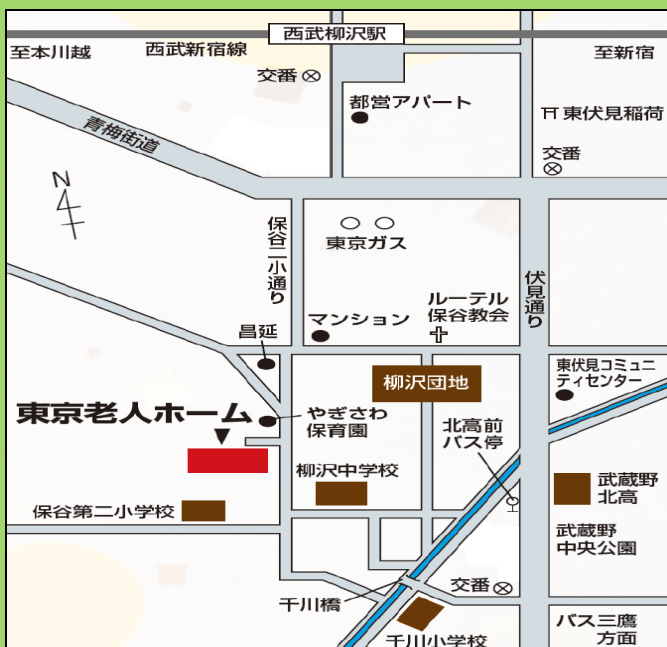 西武柳沢駅
至本川越
西武新宿線
至新宿
交番
都営アパート
東伏見稲荷
交番
青梅街道
N
保谷二小通り
東京ガス
伏見通り
ルーテル
保谷教会
マンション
昌延
東伏見コミュニ
ティセンター
柳沢団地
東京老人ホーム
やぎさわ
保育園
北高前
バス停
柳沢中学校
武蔵野
北高
保谷第二小学校
武蔵野
中央公園
交番
千川橋
千川小学校
バス三鷹
方面